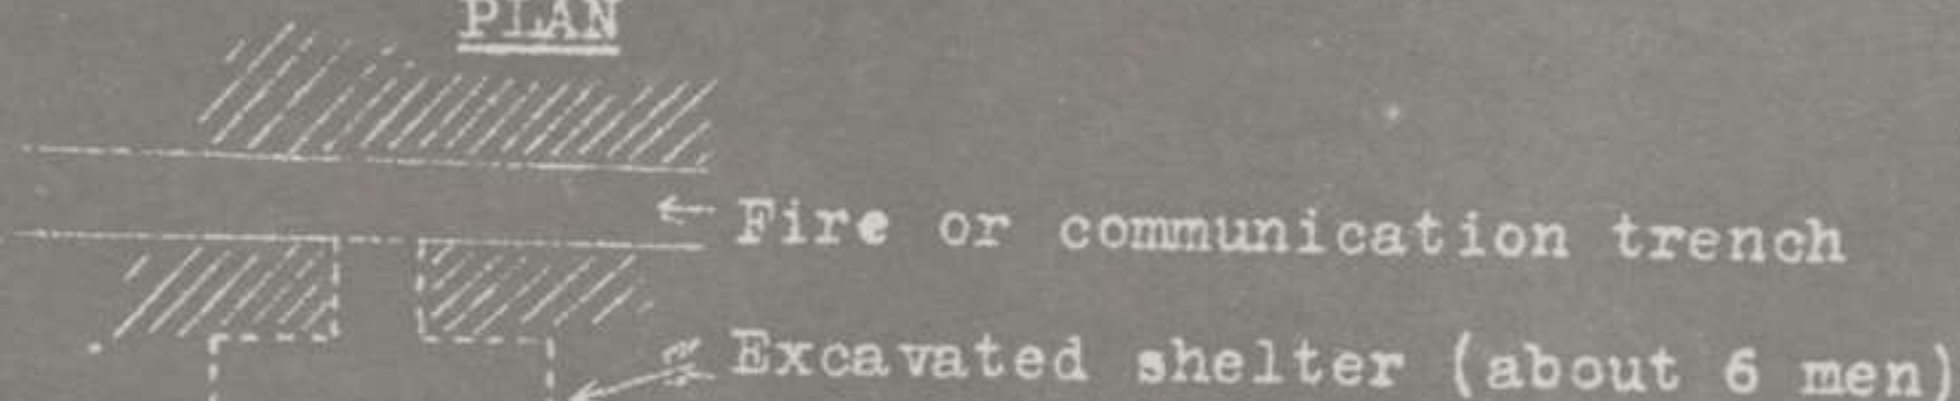 PLAN
Fire or communication trench
Excavated shelter (about 6 men)